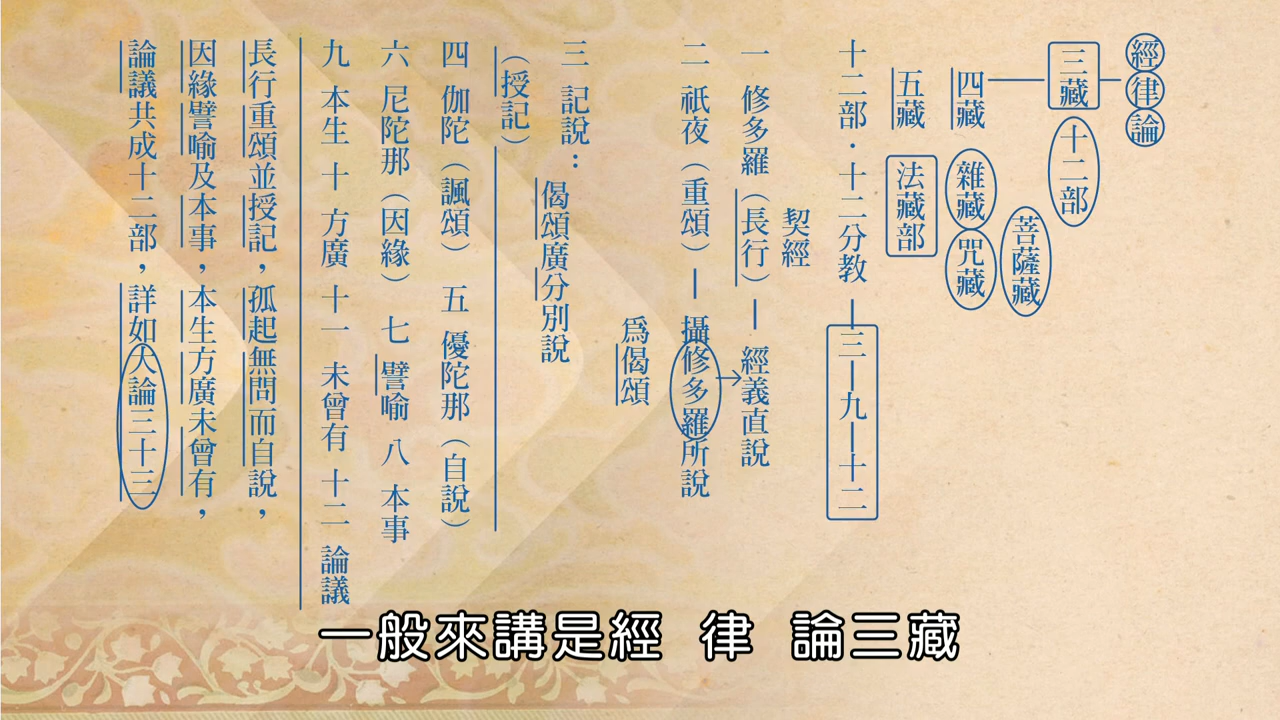 經律論
三藏 十二部
菩薩藏
四藏 雜藏 咒藏
五藏 法藏部
十二部．十二分教 — 三—九—十二
契經
一 修多羅（長行）— 經義直說
二 祇夜（重頌）— 攝修多羅所說
為偈頌
三 記說：
偈頌廣分別說
（授記）
四 伽陀（諷頌） 五 優陀那（自說）
六 尼陀那（因緣） 七 譬喻 八 本事
九 本生 十 方廣 十一 未曾有 十二 論議
長行重頌並授記，孤起無問而自說，
因緣譬喻及本事，本生方廣未曾有，
論議共成十二部，詳如大論三十三
一般來講是經 律 論三藏